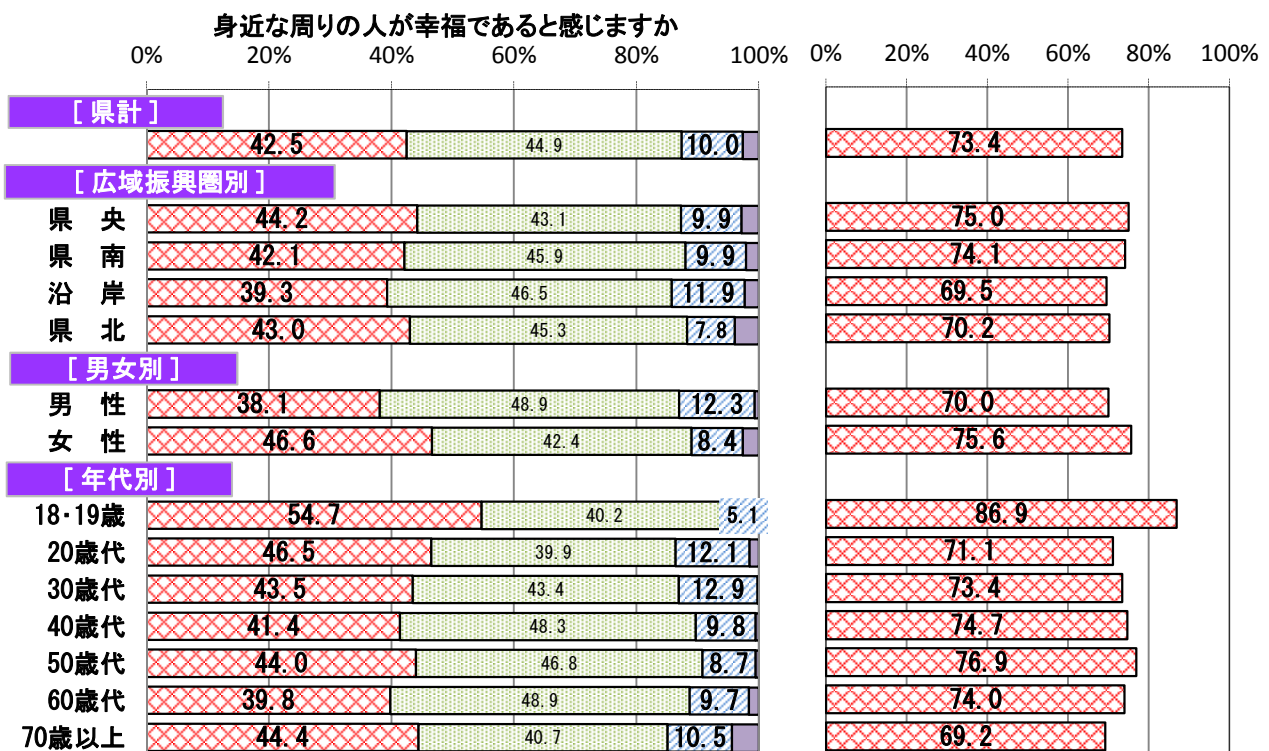 身近な周りの人が幸福であると感じますか
0% 20% 40% 60% 80% 100% 0% 20% 40% 60% 80% 100%
[ 県計 ]
42.5 44.9 10.0 73.4
[ 広域振興圏別 ]
県 央 44.2 43.1 9.9 75.0
県 南 42.1 45.9 9.9 74.1
沿 岸 39.3 46.5 11.9 69.5
県 北 43.0 45.3 7.8 70.2
[ 男女別 ]
男 性 38.1 48.9 12.3 70.0
女 性 46.6 42.4 8.4 75.6
[ 年代別 ]
18・19歳 54.7 40.2 5.1 86.9
20歳代 46.5 39.9 12.1 71.1
30歳代 43.5 43.4 12.9 73.4
40歳代 41.4 48.3 9.8 74.7
50歳代 44.0 46.8 8.7 76.9
60歳代 39.8 48.9 9.7 74.0
70歳以上 44.4 40.7 10.5 69.2